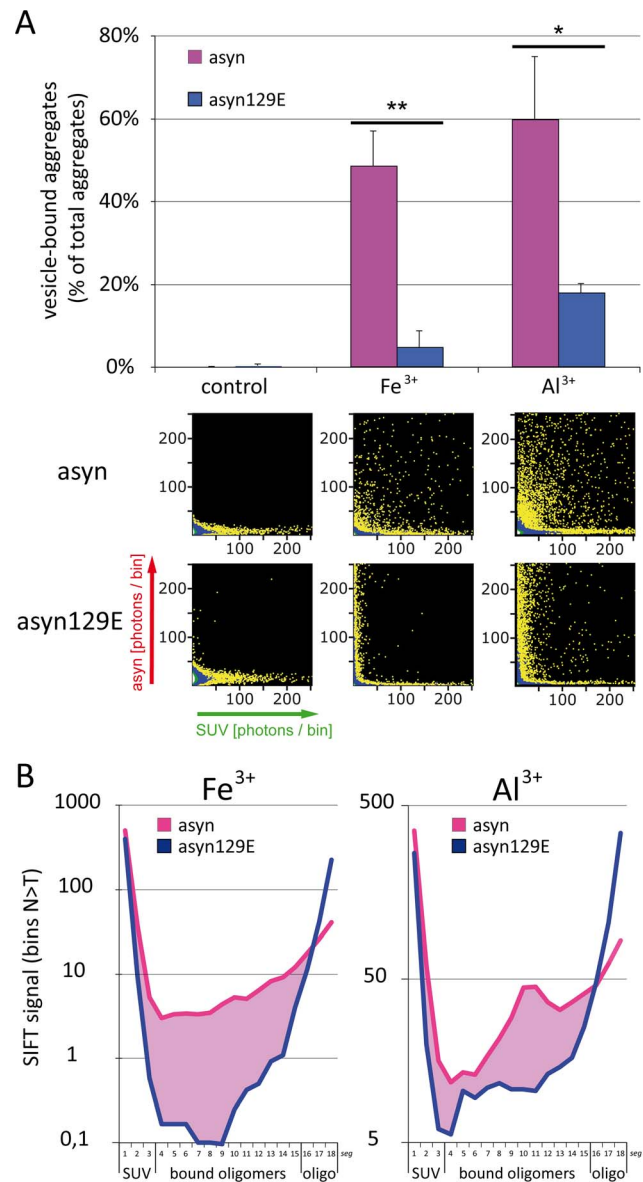 A
80%
60%
40%
20%
0%
vesicle-bound aggregates
(% of total aggregates)
asyn
asyn129E
**
*
control Fe3+ Al3+
asyn
200
100
100 200
200
100
100 200
200
100
100 200
asyn129E
200
100
100 200
200
100
100 200
200
100
100 200
asyn [photons / bin]
SUV [photons / bin]
B
Fe3+
asyn
asyn129E
1000
100
10
1
0,1
SIFT signal (bins N>T)
1 2 3 4 5 6 7 8 9 10 11 12 13 14 15 16 17 18 seg
SUV bound oligomers oligo
Al3+
asyn
asyn129E
500
50
5
1 2 3 4 5 6 7 8 9 10 11 12 13 14 15 16 17 18 seg
SUV bound oligomers oligo